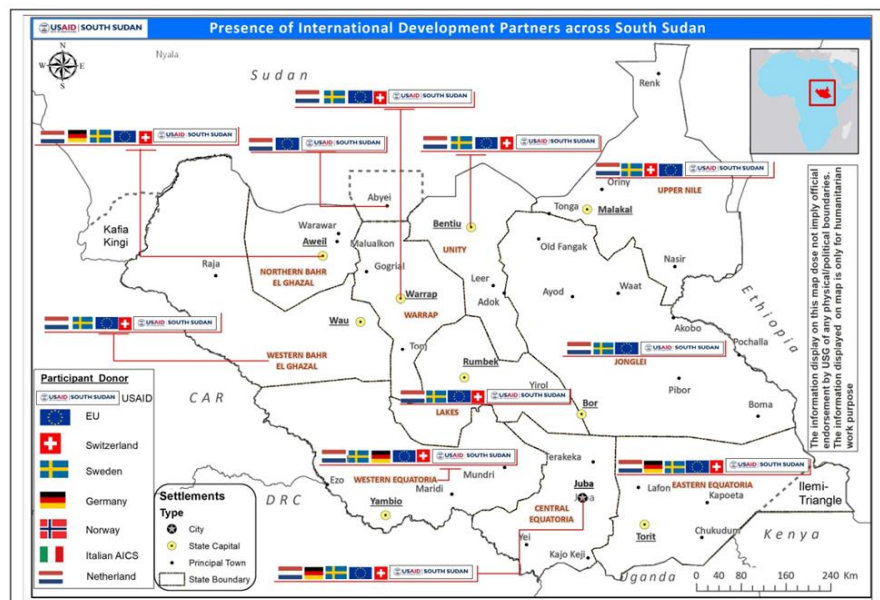 USAID | SOUTH SUDAN
Presence of International Development Partners across South Sudan
N
W E
S
Nyala
Sudan
Renk
USAID | SOUTH SUDAN
USAID | SOUTH SUDAN
USAID | SOUTH SUDAN
USAID | SOUTH SUDAN
USAID | SOUTH SUDAN
Oriny
UPPER NILE
Abyei
Tonga
Malakal
Kafia
Kingi
Warawar
Aweil
Malualkon
Bentiu
UNITY
Old Fangak
Nasir
Raja
NORTHERN BAHR
EL GHAZAL
Gogrial
Leer
Adok
Ayod
Waat
Ethiopia
Warrap
WARRAP
Wau
Akobo
Pochalla
USAID | SOUTH SUDAN
WESTERN BAHR
EL GHAZAL
Tonj
Rumbek
USAID | SOUTH SUDAN
JONGLEI
Pibor
Yirol
Boma
CAR
USAID | SOUTH SUDAN
LAKES
Bor
The information display on this map dose not imply official
endorsement by USG of any physical/political boundaries.
The information displayed on map is only for humanitarian
work purpose
Participant Donor
USAID | SOUTH SUDAN USAID
EU
Switzerland
Sweden
Germany
Norway
Italian AICS
Netherland
USAID | SOUTH SUDAN
WESTERN EQUATORIA
Mundri
Terakeka
USAID | SOUTH SUDAN
EASTERN EQUATORIA
Ezo
Maridi
Yambio
DRC
Juba
Juba
CENTRAL
EQUATORIA
Lafon
Kapoeta
Ilemi-
Triangle
Torit
Chukudum
Kenya
Yei
Kajo Keji
Uganda
Settlements
Type
City
State Capital
Principal Town
State Boundary
USAID | SOUTH SUDAN
0 20 40 80 120 160 240 Km